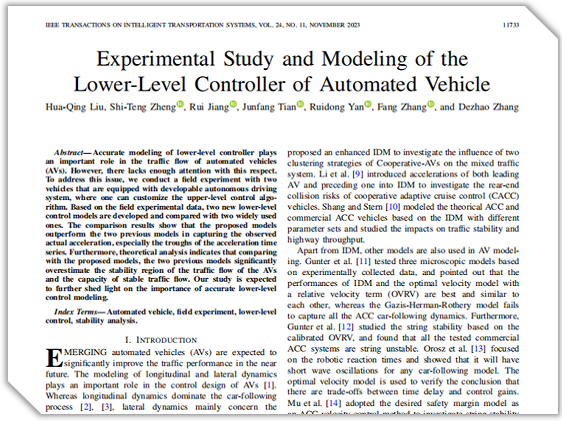 IEEE TRANSACTIONS ON INTELLIGENT TRANSPORTATION SYSTEMS, VOL. 24, NO. 11, NOVEMBER 2023
11733
Experimental Study and Modeling of the
Lower-Level Controller of Automated Vehicle
Hua-Qing Liu, Shi-Teng Zheng, Rui Jiang, Junfang Tian, Ruidong Yan, Fang Zhang, and Dezhao Zhang
Abstract—Accurate modeling of lower-level controller plays
an important role in the traffic flow of automated vehicles
(AVs). However, there lacks enough attention with this respect.
To address this issue, we conduct a field experiment with two
vehicles that are equipped with developable autonomous driving
system, where one can customize the upper-level control algo-
rithm. Based on the field experimental data, two new lower-level
control models are developed and compared with two widely used
ones. The comparison results show that the proposed models
outperform the two previous models in capturing the observed
actual acceleration, especially the troughs of the acceleration time
series. Furthermore, theoretical analysis indicates that comparing
with the proposed models, the two previous models significantly
overestimate the stability region of the traffic flow of the AVs
and the capacity of stable traffic flow. Our study is expected
to further shed light on the importance of accurate lower-level
control modeling.
Index Terms—Automated vehicle, field experiment, lower-level
control, stability analysis.
I. INTRODUCTION
EMERGING automated vehicles (AVs) are expected to
significantly improve the traffic performance in the near
future. The modeling of longitudinal and lateral dynamics
plays an important role in the control design of AVs [1].
Whereas longitudinal dynamics dominate the car-following
process [2], [3], lateral dynamics mainly concern the
proposed an enhanced IDM to investigate the influence of two
clustering strategies of Cooperative-AVs on the mixed traffic
system. Li et al. [9] introduced accelerations of both leading
AV and preceding one into IDM to investigate the rear-end
collision risks of cooperative adaptive cruise control (CACC)
vehicles. Shang and Stern [10] modeled the theorical ACC and
commercial ACC vehicles based on the IDM with different
parameter sets and studied the impacts on traffic stability and
highway throughput.
Apart from IDM, other models are also used in AV model-
ing. Gunter et al. [11] tested three microscopic models based
on experimentally collected data, and pointed out that the
performances of IDM and the optimal velocity model with
a relative velocity term (OVRV) are best and similar to
each other, whereas the Gazis-Herman-Rothery model fails
to capture all the ACC car-following dynamics. Furthermore,
Gunter et al. [12] studied the string stability based on the
calibrated OVRV, and found that all the tested commercial
ACC systems are string unstable. Orosz et al. [13] focused
on the robotic reaction times and showed that it will have
short wave oscillations for any car-following model. The
optimal velocity model is used to verify the conclusion that
there are trade-offs between time delay and control gains.
Mu et al. [14] adopted the desired safety margin model as
an ACC velocity control method to investigate string stability